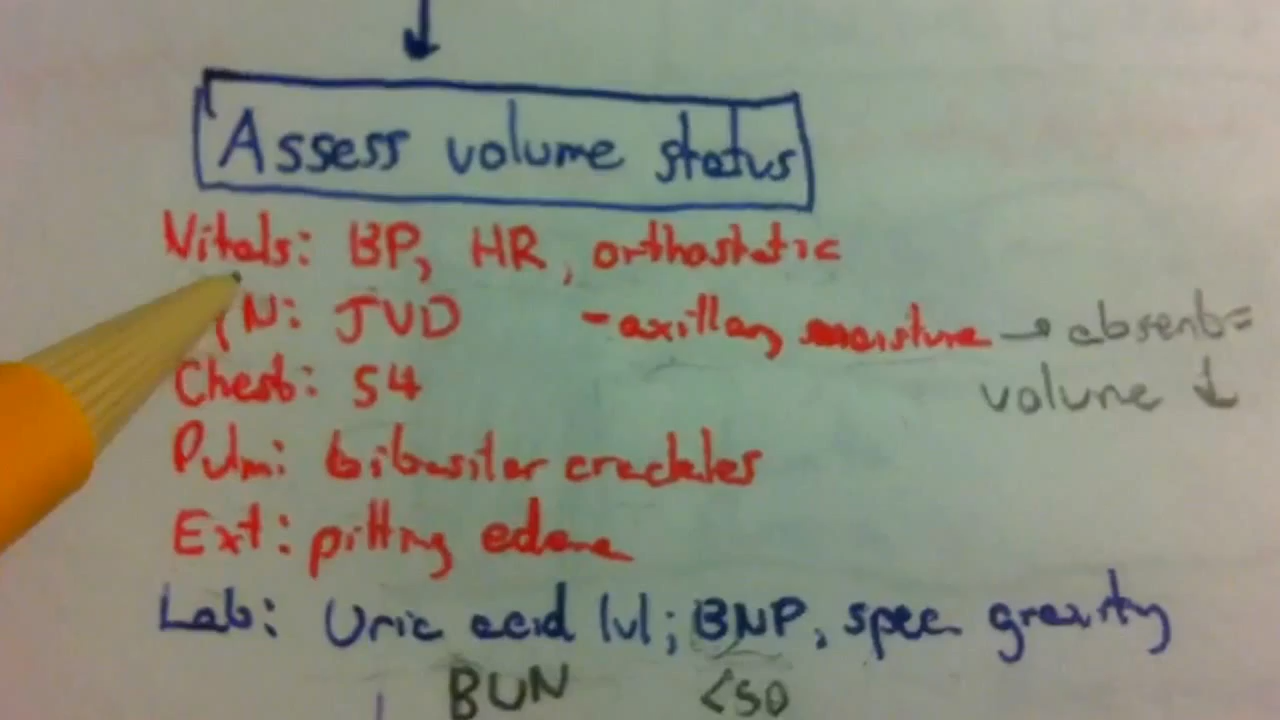 Assess volume status
Vitals: BP, HR, orthostatic
N: JVD - axillary moisture → absent =
volume ↓
Chest: S4
Pulm: bibasilar crackles
Ext: pitting edema
Lab: Uric acid lvl; BNP, spec gravity
BUN <50